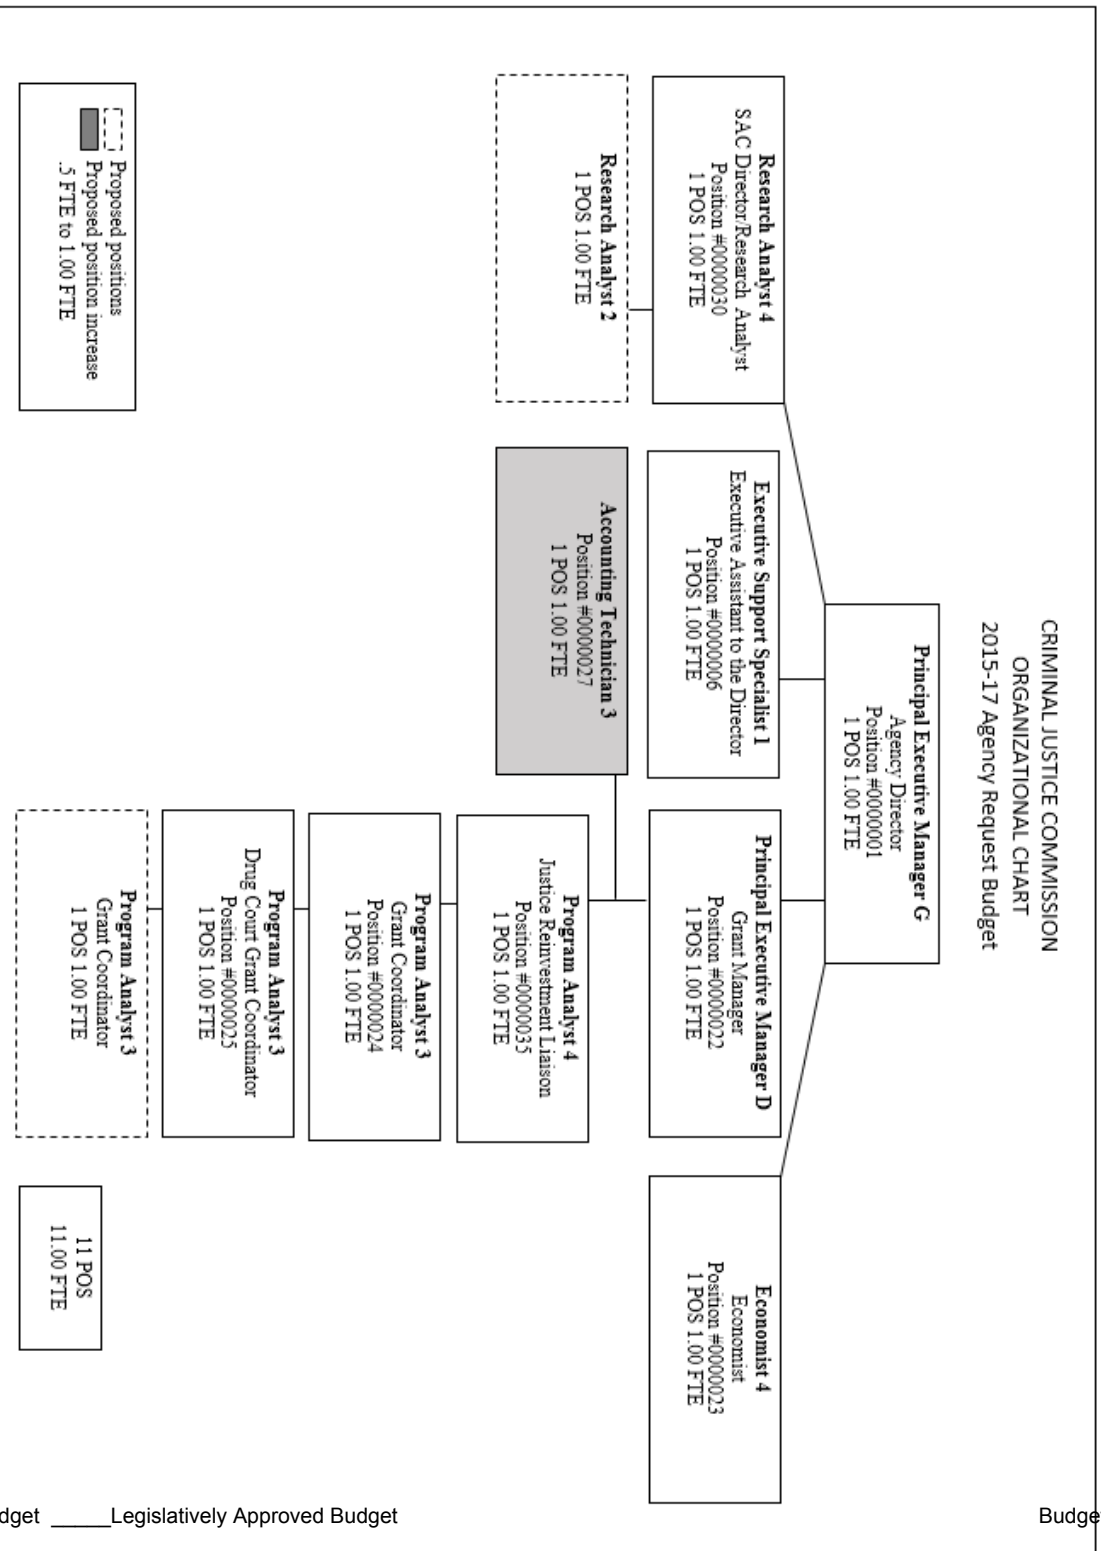 CRIMINAL JUSTICE COMMISSION
ORGANIZATIONAL CHART
2015-17 Agency Request Budget
Principal Executive Manager G
Agency Director
Position #0000001
1 POS 1.00 FTE
Research Analyst 4
SAC Director/Research Analyst
Position #0000030
1 POS 1.00 FTE
Executive Support Specialist 1
Executive Assistant to the Director
Position #0000006
1 POS 1.00 FTE
Principal Executive Manager D
Grant Manager
Position #0000022
1 POS 1.00 FTE
Economist 4
Economist
Position #0000023
1 POS 1.00 FTE
Research Analyst 2
1 POS 1.00 FTE
Accounting Technician 3
Position #0000027
1 POS 1.00 FTE
Program Analyst 4
Justice Reinvestment Liaison
Position #0000035
1 POS 1.00 FTE
Program Analyst 3
Grant Coordinator
Position #0000024
1 POS 1.00 FTE
Program Analyst 3
Drug Court Grant Coordinator
Position #0000025
1 POS 1.00 FTE
Program Analyst 3
Grant Coordinator
1 POS 1.00 FTE
Proposed positions
Proposed position increase
.5 FTE to 1.00 FTE
11 POS
11.00 FTE
dget _____Legislatively Approved Budget
Budge